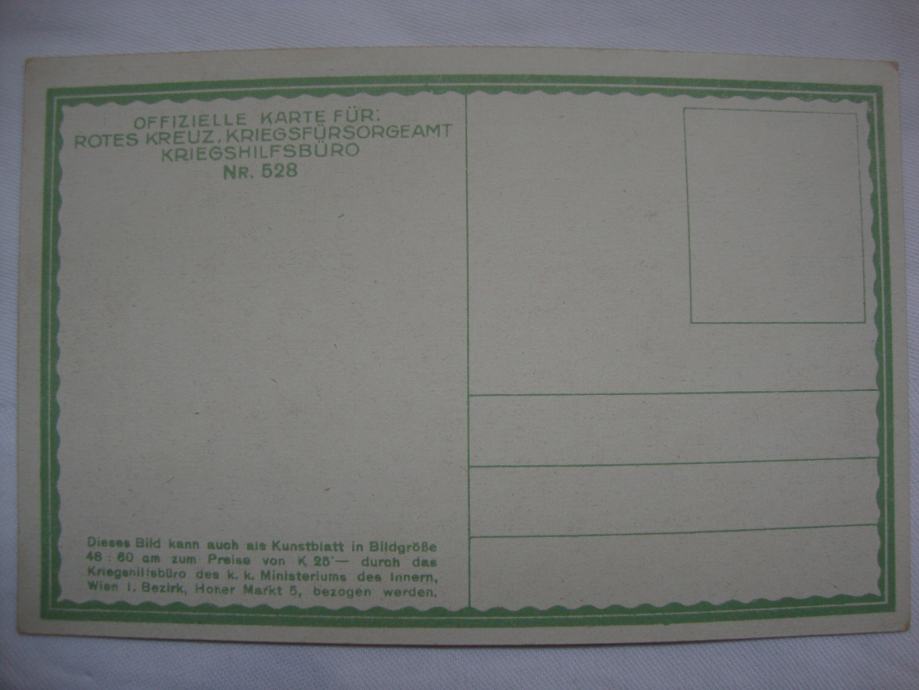 OFFIZIELLE KARTE FÜR:
ROTES KREUZ, KRIEGSFÜRSORGEAMT
KRIEGSHILFSBÜRO
NR. 528
Dieses Bild kann auch als Kunstblatt in Bildgröße
48 : 60 cm zum Preise von K 25·— durch das
Kriegshilfsbüro des k. k. Ministeriums des Innern,
Wien I. Bezirk, Hoher Markt 5, bezogen werden.